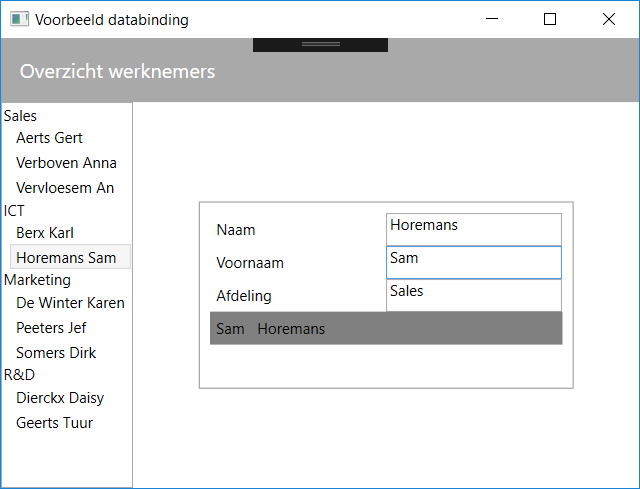 Voorbeeld databinding
Overzicht werknemers
Sales
Aerts Gert
Verboven Anna
Vervloesem An
ICT
Berx Karl
Horemans Sam
Marketing
De Winter Karen
Peeters Jef
Somers Dirk
R&D
Dierckx Daisy
Geerts Tuur
Naam Horemans
Voornaam Sam
Afdeling Sales
Sam Horemans